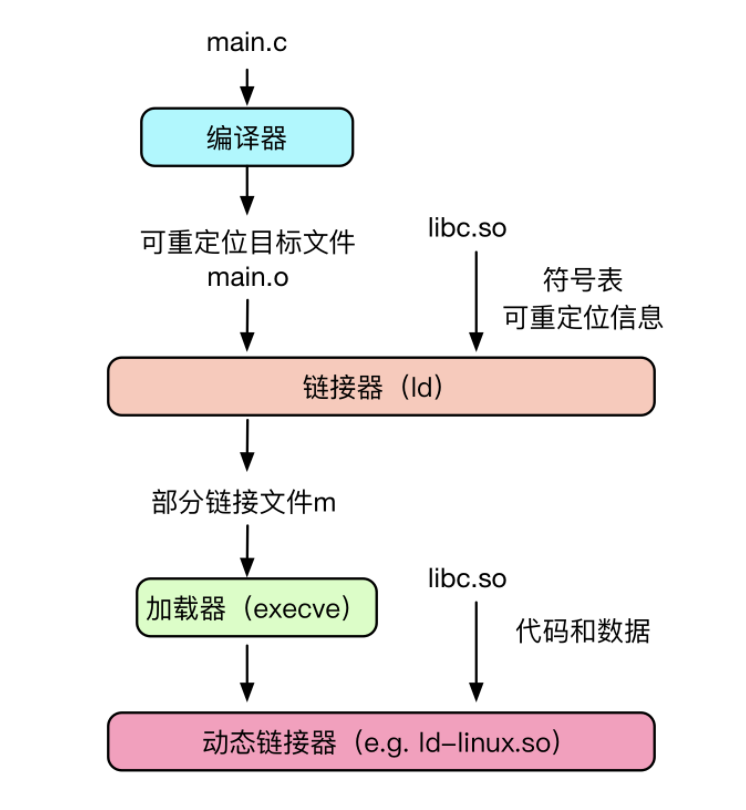 main.c
编译器
可重定位目标文件
main.o
libc.so
符号表
可重定位信息
链接器（ld）
部分链接文件m
加载器（execve）
libc.so
代码和数据
动态链接器（e.g. ld-linux.so）